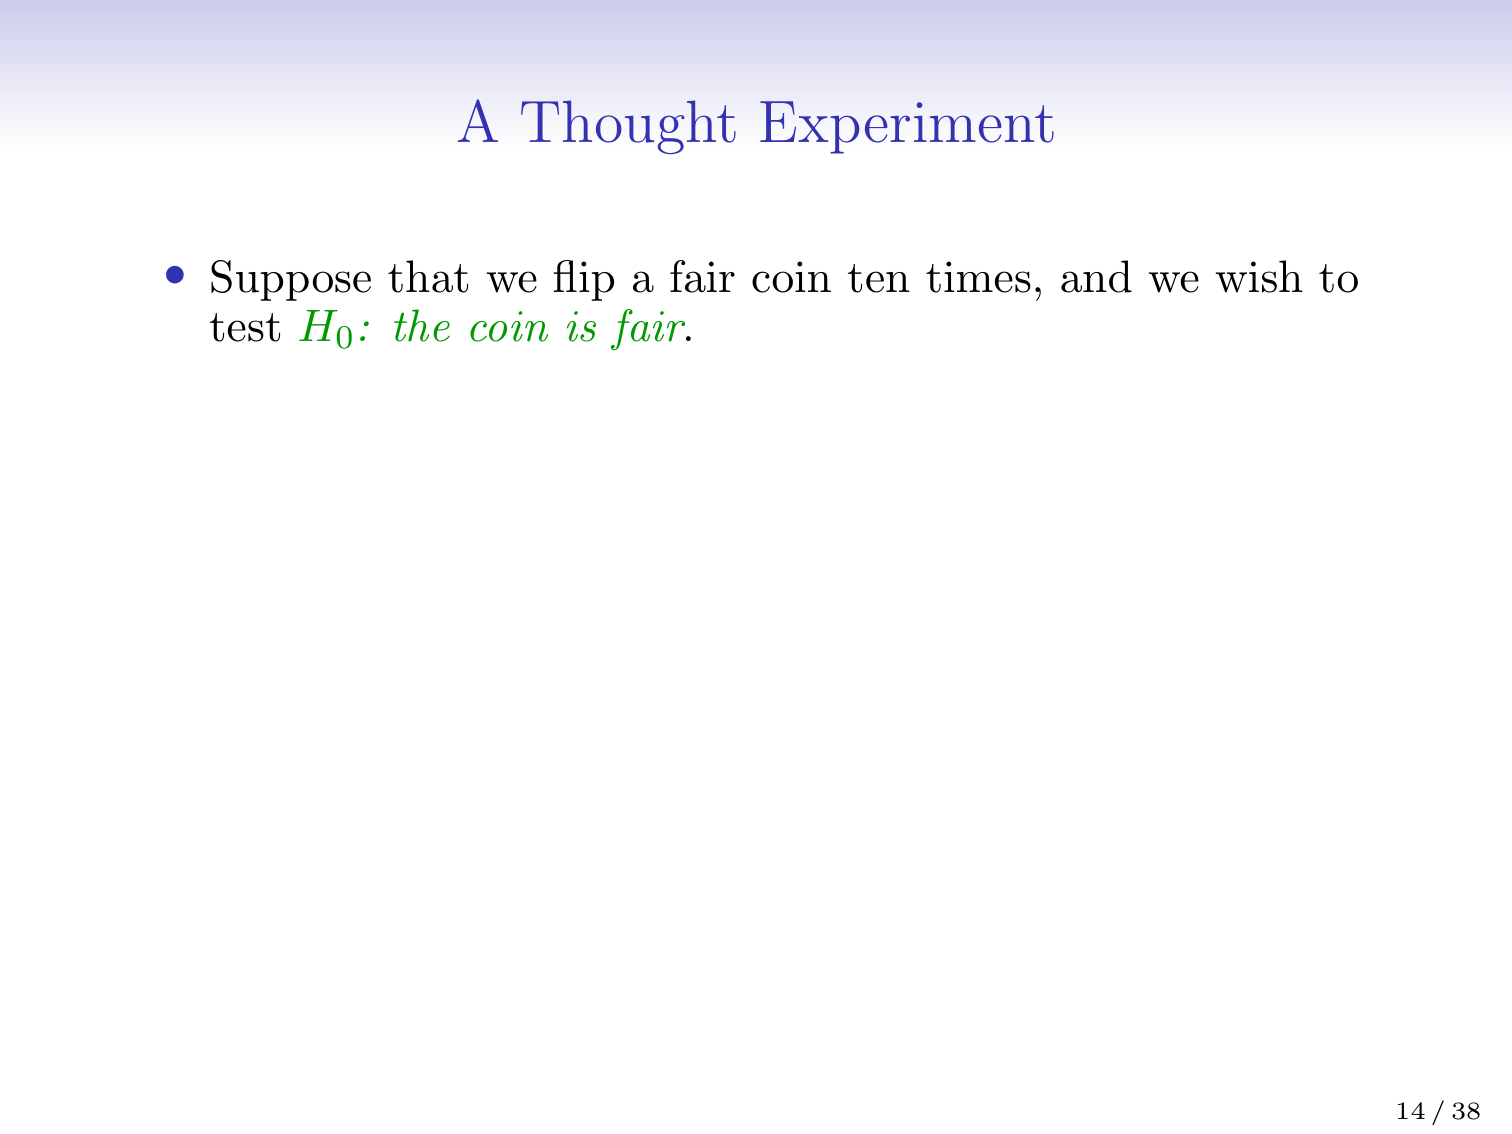 A Thought Experiment
• Suppose that we flip a fair coin ten times, and we wish to
test H₀: the coin is fair.
14 / 38